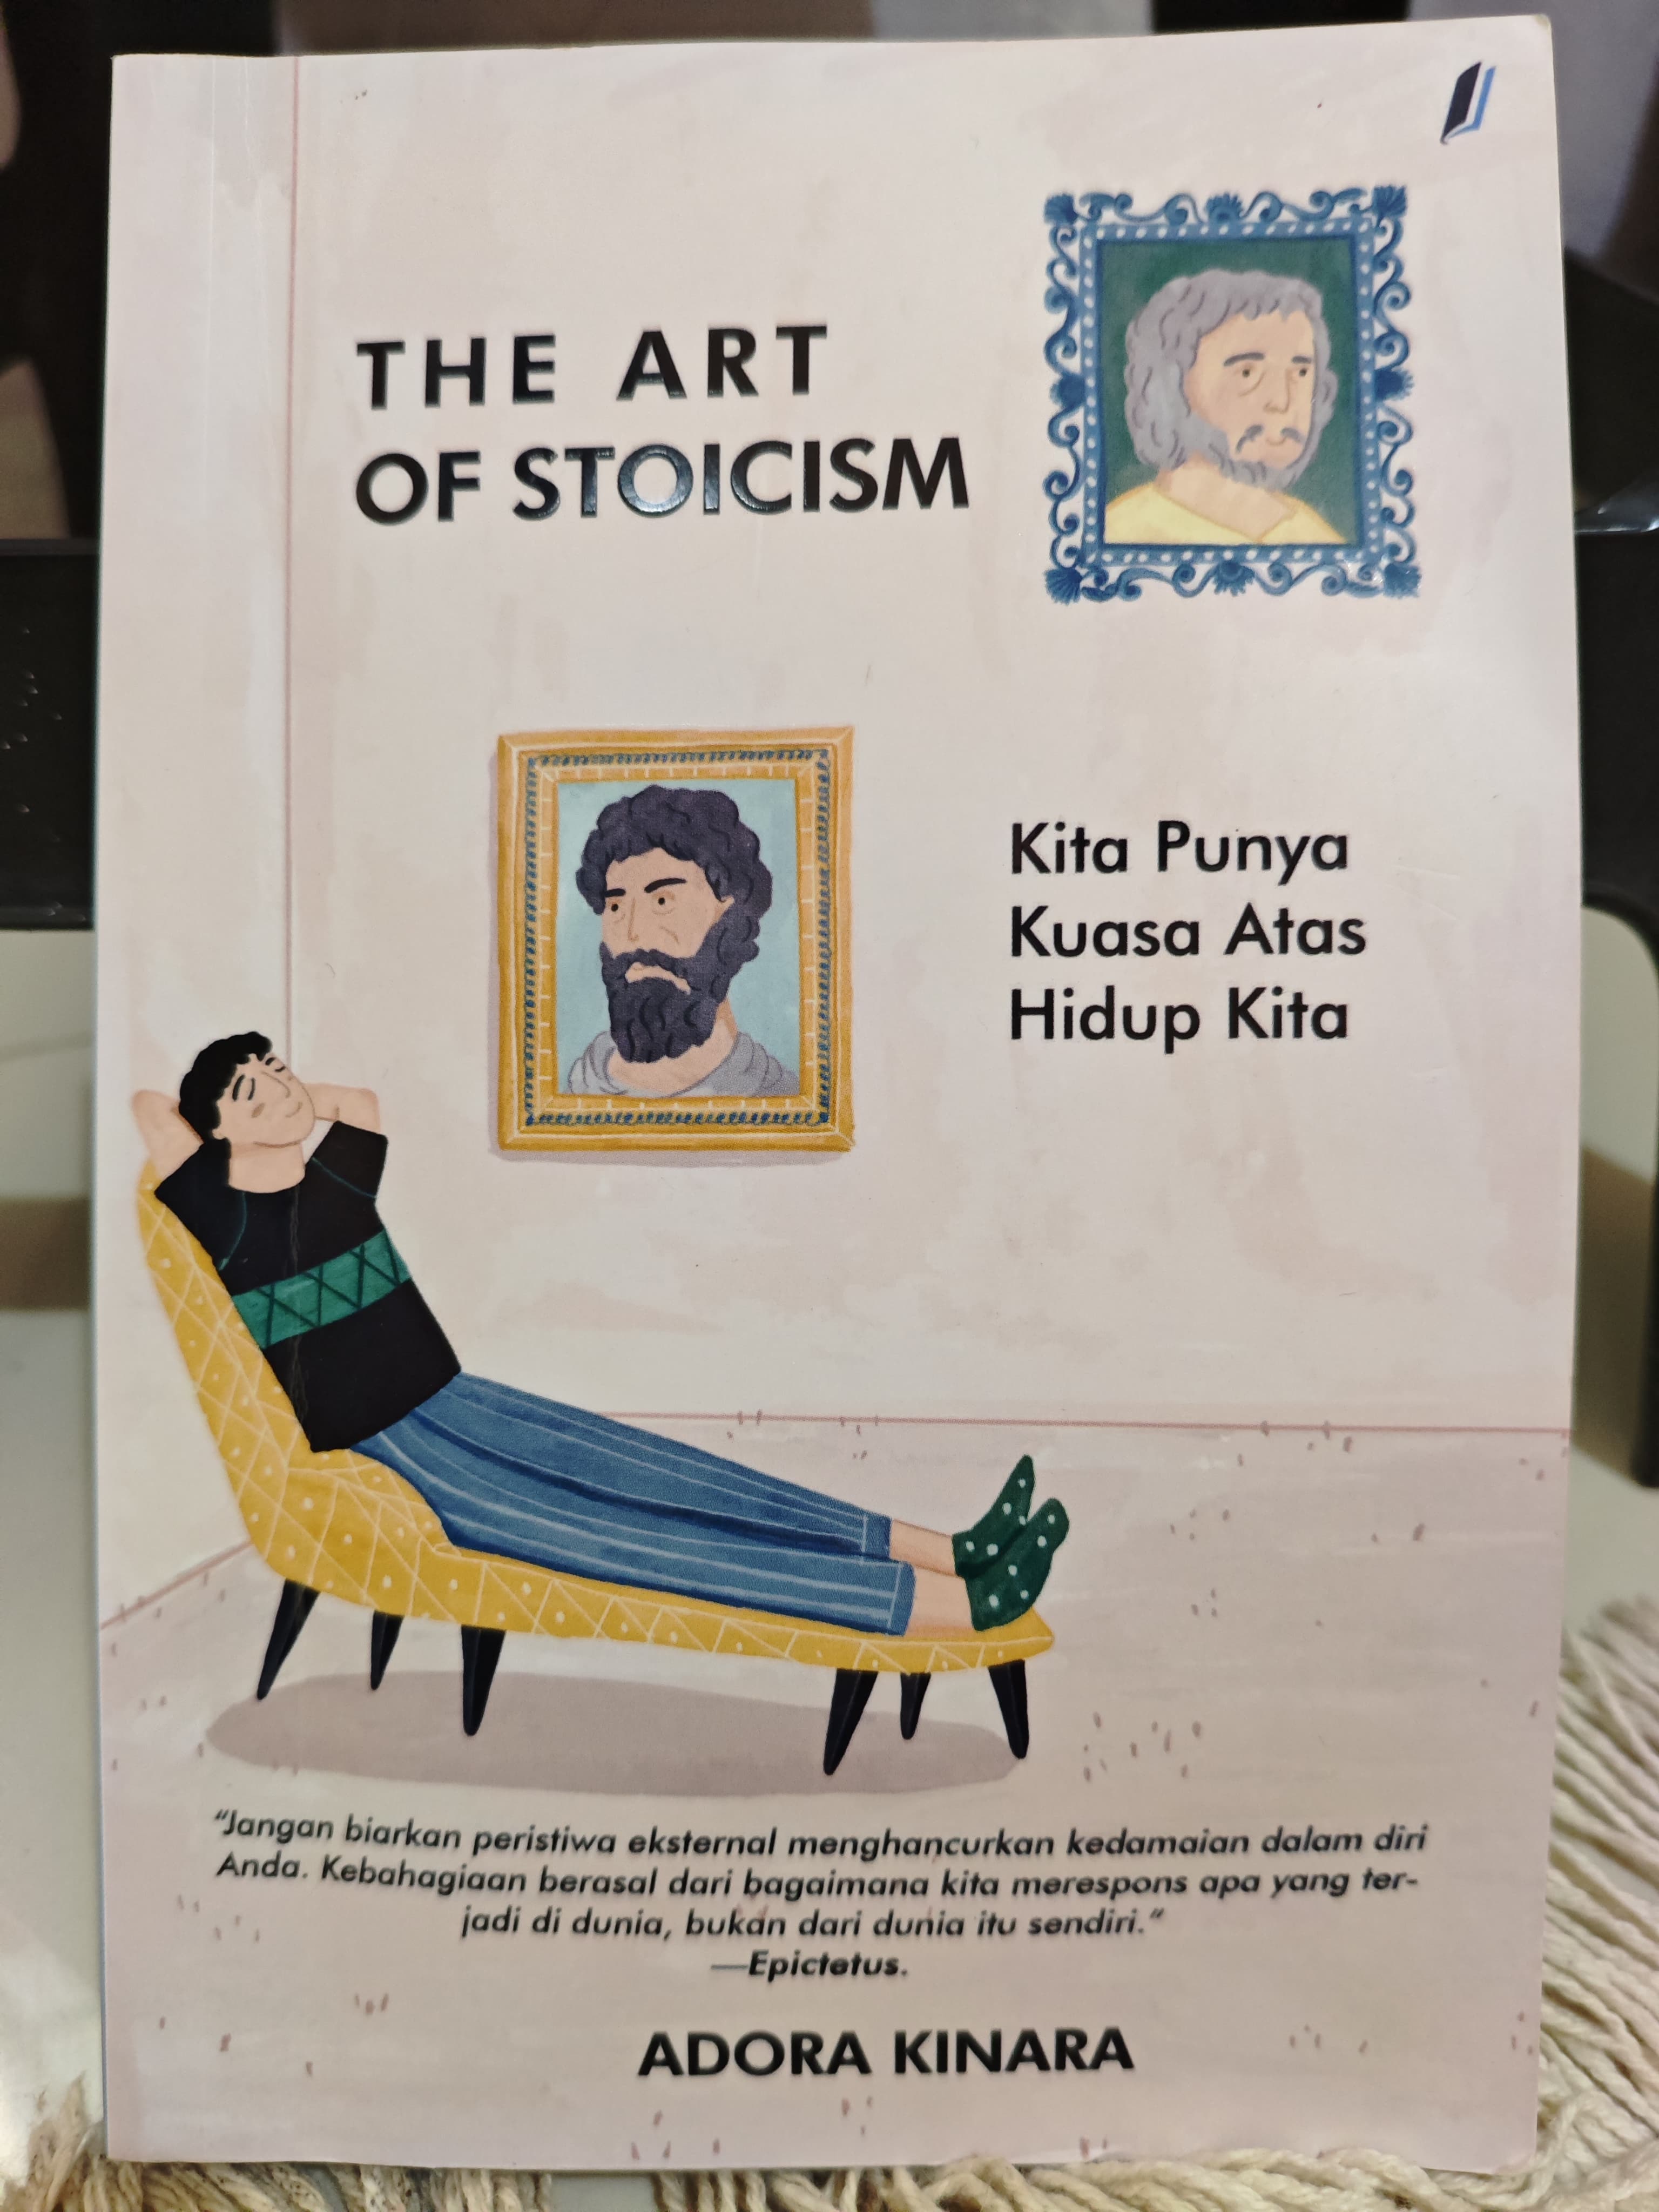 THE ART
OF STOICISM
Kita Punya
Kuasa Atas
Hidup Kita
“Jangan biarkan peristiwa eksternal menghancurkan kedamaian dalam diri
Anda. Kebahagiaan berasal dari bagaimana kita merespons apa yang ter-
jadi di dunia, bukan dari dunia itu sendiri.“
—Epictetus.
ADORA KINARA